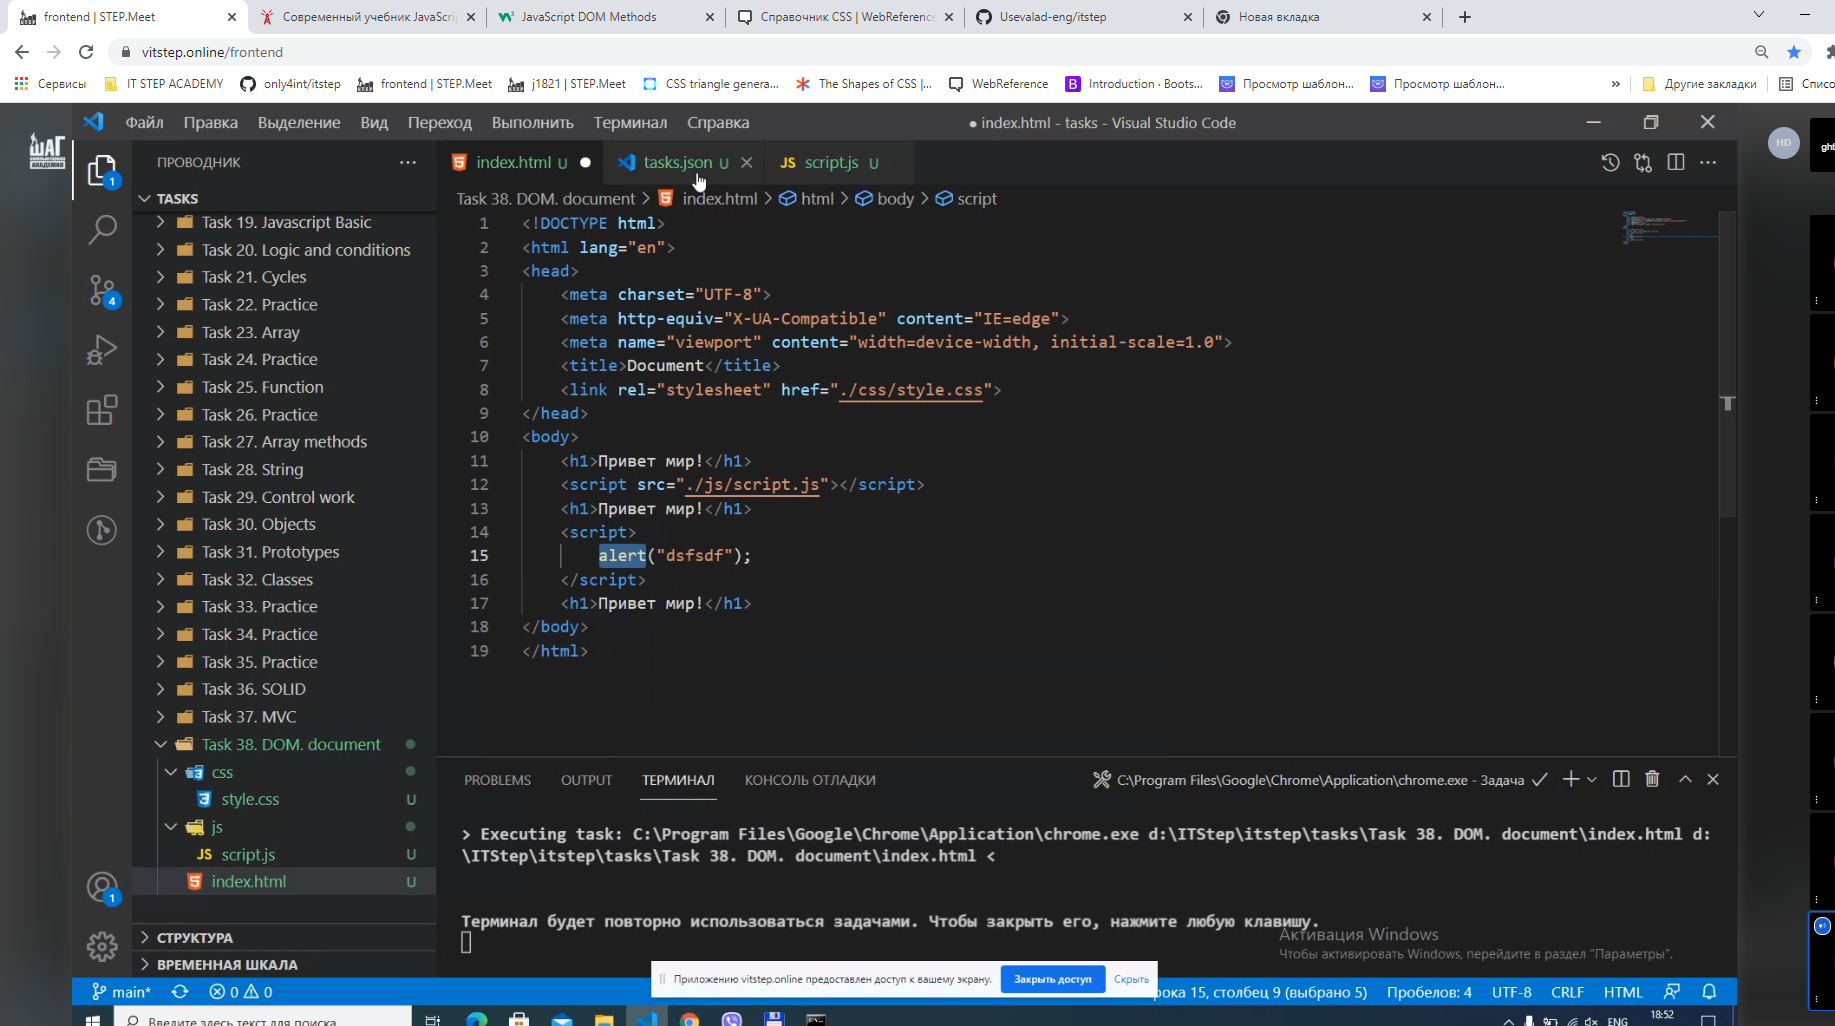 frontend | STEP.Meet
Современный учебник JavaScri
JavaScript DOM Methods
Справочник CSS | WebReference
Usevalad-eng/itstep
Новая вкладка
vitstep.online/frontend
Сервисы
IT STEP ACADEMY
only4int/itstep
frontend | STEP.Meet
j1821 | STEP.Meet
CSS triangle genera...
The Shapes of CSS |...
WebReference
Introduction · Boots...
Просмотр шаблон...
Просмотр шаблон...
»
Другие закладки
Списо
ШАГ
Файл Правка Выделение Вид Переход Выполнить Терминал Справка
● index.html - tasks - Visual Studio Code
HD
ght
ПРОВОДНИК
index.html U
tasks.json U
JS script.js U
TASKS
Task 38. DOM. document > index.html > html > body > script
Task 19. Javascript Basic
Task 20. Logic and conditions
Task 21. Cycles
Task 22. Practice
Task 23. Array
Task 24. Practice
Task 25. Function
Task 26. Practice
Task 27. Array methods
Task 28. String
Task 29. Control work
Task 30. Objects
Task 31. Prototypes
Task 32. Classes
Task 33. Practice
Task 34. Practice
Task 35. Practice
Task 36. SOLID
Task 37. MVC
Task 38. DOM. document
css
style.css U
js
JS script.js U
index.html U
СТРУКТУРА
ВРЕМЕННАЯ ШКАЛА
1
4
1
1 <!DOCTYPE html>
2 <html lang="en">
3 <head>
4 <meta charset="UTF-8">
5 <meta http-equiv="X-UA-Compatible" content="IE=edge">
6 <meta name="viewport" content="width=device-width, initial-scale=1.0">
7 <title>Document</title>
8 <link rel="stylesheet" href="./css/style.css">
9 </head>
10 <body>
11 <h1>Привет мир!</h1>
12 <script src="./js/script.js"></script>
13 <h1>Привет мир!</h1>
14 <script>
15 alert("dsfsdf");
16 </script>
17 <h1>Привет мир!</h1>
18 </body>
19 </html>
PROBLEMS OUTPUT ТЕРМИНАЛ КОНСОЛЬ ОТЛАДКИ
C:\Program Files\Google\Chrome\Application\chrome.exe - Задача
> Executing task: C:\Program Files\Google\Chrome\Application\chrome.exe d:\ITStep\itstep\tasks\Task 38. DOM. document\index.html d:
\ITStep\itstep\tasks\Task 38. DOM. document\index.html <
Терминал будет повторно использоваться задачами. Чтобы закрыть его, нажмите любую клавишу.
Активация Windows
Чтобы активировать Windows, перейдите в раздел "Параметры".
Приложению vitstep.online предоставлен доступ к вашему экрану.
Закрыть доступ
Скрыть
main*
0 0
рока 15, столбец 9 (выбрано 5)
Пробелов: 4
UTF-8
CRLF
HTML
Введите здесь текст для поиска
ENG
18:52